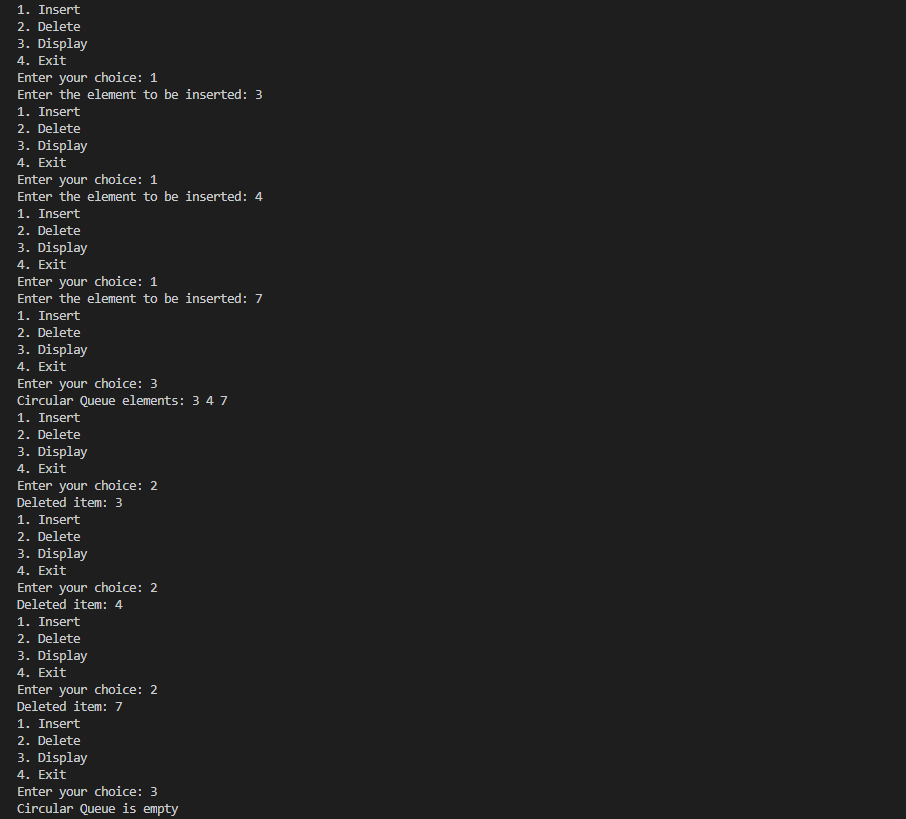 1. Insert
2. Delete
3. Display
4. Exit
Enter your choice: 1
Enter the element to be inserted: 3
1. Insert
2. Delete
3. Display
4. Exit
Enter your choice: 1
Enter the element to be inserted: 4
1. Insert
2. Delete
3. Display
4. Exit
Enter your choice: 1
Enter the element to be inserted: 7
1. Insert
2. Delete
3. Display
4. Exit
Enter your choice: 3
Circular Queue elements: 3 4 7
1. Insert
2. Delete
3. Display
4. Exit
Enter your choice: 2
Deleted item: 3
1. Insert
2. Delete
3. Display
4. Exit
Enter your choice: 2
Deleted item: 4
1. Insert
2. Delete
3. Display
4. Exit
Enter your choice: 2
Deleted item: 7
1. Insert
2. Delete
3. Display
4. Exit
Enter your choice: 3
Circular Queue is empty